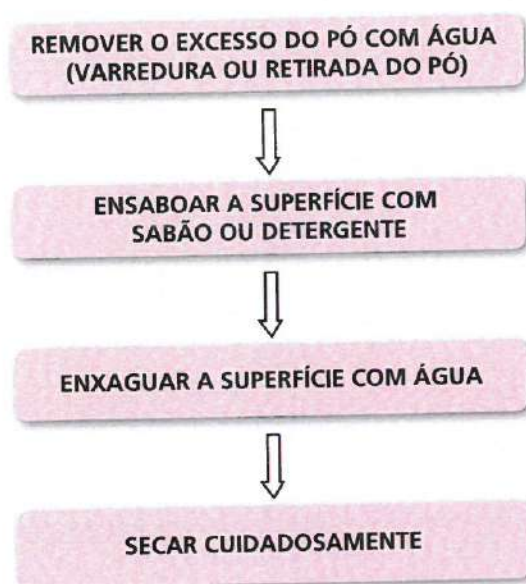 REMOVER O EXCESSO DO PÓ COM ÁGUA
(VARREDURA OU RETIRADA DO PÓ)
ENSABOAR A SUPERFÍCIE COM
SABÃO OU DETERGENTE
ENXAGUAR A SUPERFÍCIE COM ÁGUA
SECAR CUIDADOSAMENTE